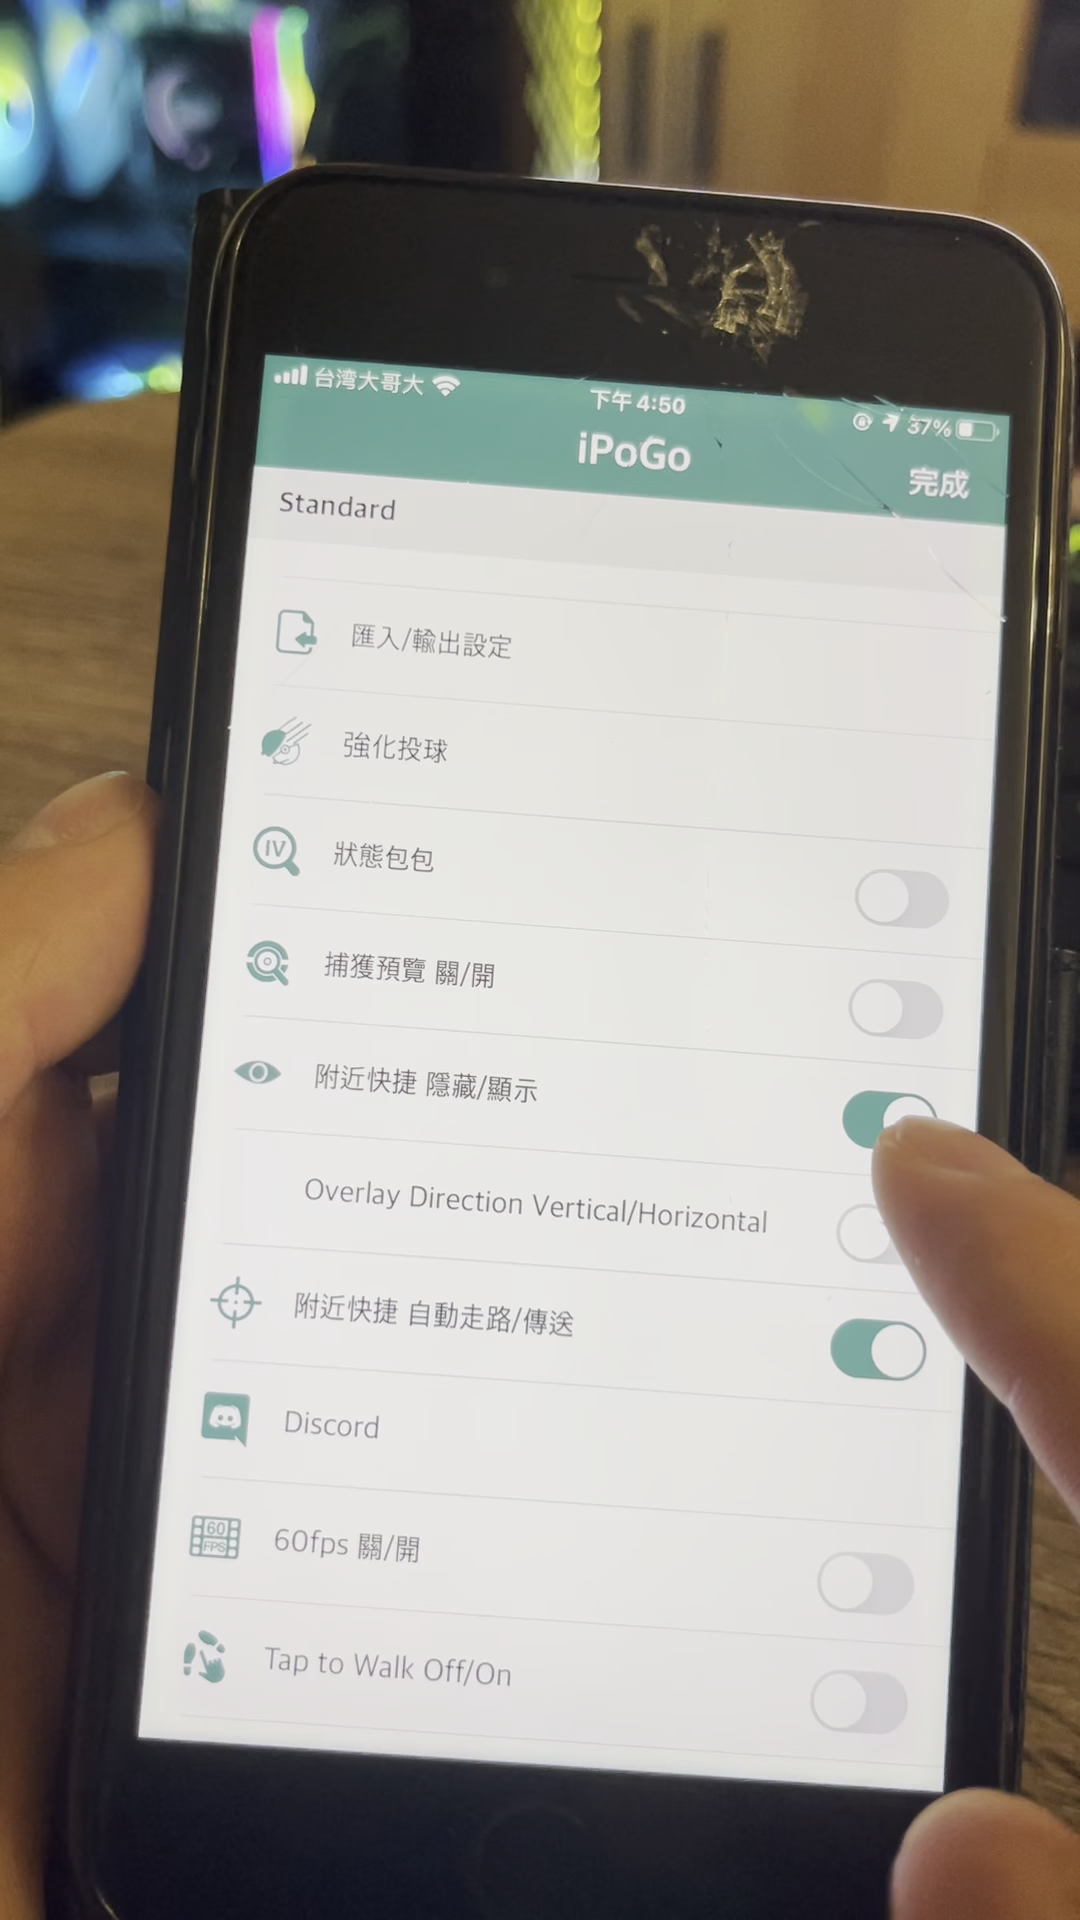 台湾大哥大
下午4:50
37%
iPoGo
完成
Standard
匯入/輸出設定
強化投球
IV
狀態包包
捕獲預覽 關/開
附近快捷 隱藏/顯示
Overlay Direction Vertical/Horizontal
附近快捷 自動走路/傳送
Discord
60
FPS
60fps 關/開
Tap to Walk Off/On